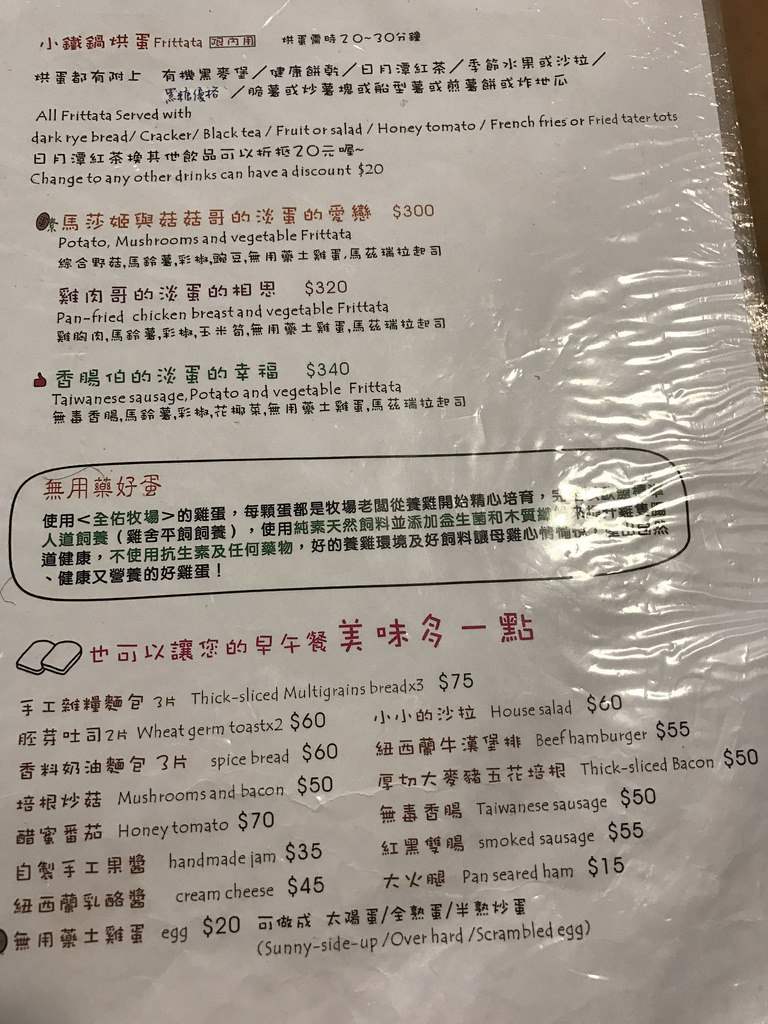 小鐵鍋烘蛋Frittata 限內用 烘蛋需時20~30分鐘
烘蛋都有附上 有機黑麥堡/健康餅乾/日月潭紅茶/季節水果或沙拉/
黑糖優格/脆薯或炒薯塊或船型薯或煎薯餅或炸地瓜
All Frittata Served with
dark rye bread/ Cracker/ Black tea / Fruit or salad / Honey tomato / French fries or Fried tater tots
日月潭紅茶換其他飲品可以折抵20元喔~
Change to any other drinks can have a discount $20
素 馬莎姬與菇菇哥的淡蛋的愛戀 $300
Potato, Mushrooms and vegetable Frittata
綜合野菇,馬鈴薯,彩椒,豌豆,無用藥土雞蛋,馬茲瑞拉起司
雞肉哥的淡蛋的相思 $320
Pan-fried chicken breast and vegetable Frittata
雞胸肉,馬鈴薯,彩椒,玉米筍,無用藥土雞蛋,馬茲瑞拉起司
香腸伯的淡蛋的幸福 $340
Taiwanese sausage,Potato and vegetable Frittata
無毒香腸,馬鈴薯,彩椒,花椰菜,無用藥土雞蛋,馬茲瑞拉起司
無用藥好蛋
使用<全佑牧場>的雞蛋，每顆蛋都是牧場老闆從養雞開始精心培育，
人道飼養（雞舍平飼飼養），使用純素天然飼料並添加益生菌和木質纖
道健康，不使用抗生素及任何藥物，好的養雞環境及好飼料讓母雞心情愉悅，
、健康又營養的好雞蛋！
也可以讓您的早午餐美味多一點
手工雜糧麵包 3片 Thick-sliced Multigrains breadx3 $75
胚芽吐司2片 Wheat germ toastx2 $60
香料奶油麵包 3片 spice bread $60
培根炒菇 Mushrooms and bacon $50
醋蜜番茄 Honey tomato $70
自製手工果醬 handmade jam $35
紐西蘭乳酪醬 cream cheese $45
無用藥土雞蛋 egg $20 可做成 太陽蛋/全熟蛋/半熟炒蛋
(Sunny-side-up /Over hard /Scrambled egg)
小小的沙拉 House salad $60
紐西蘭牛漢堡排 Beef hamburger $55
厚切大麥豬五花培根 Thick-sliced Bacon $50
無毒香腸 Taiwanese sausage $50
紅黑雙腸 smoked sausage $55
大火腿 Pan seared ham $15